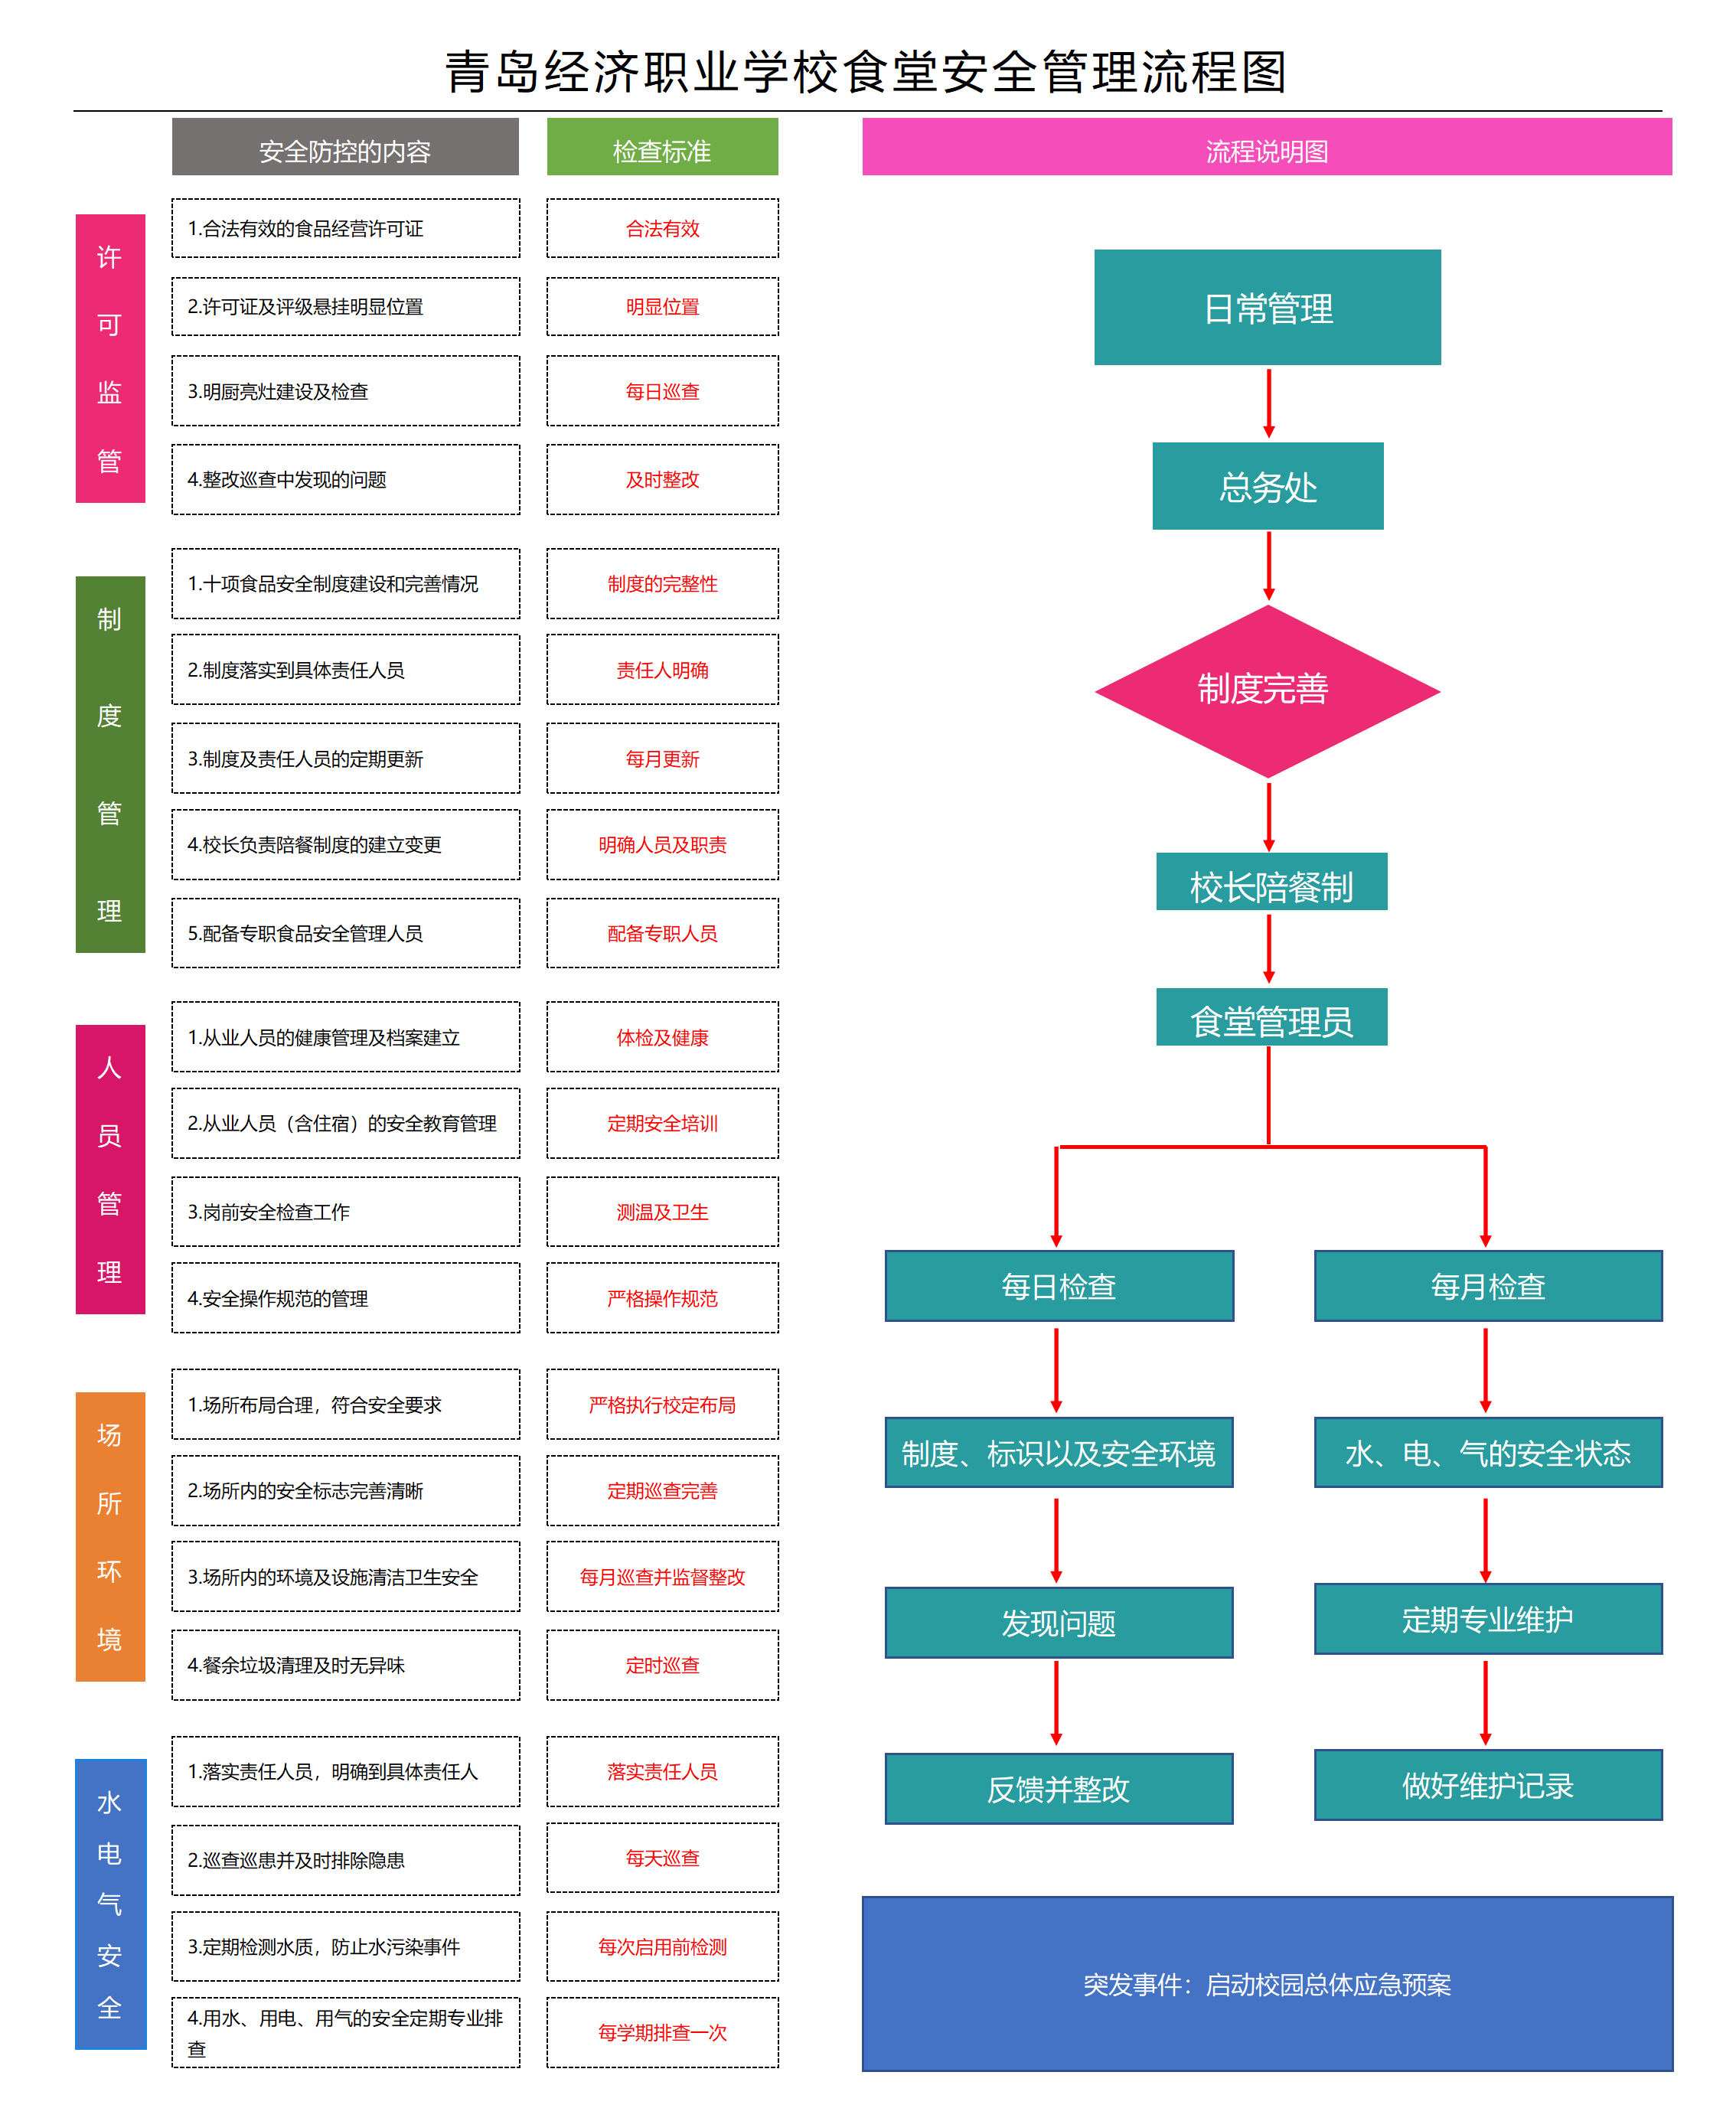 青岛经济职业学校食堂安全管理流程图
安全防控的内容
检查标准
许可监管
1.合法有效的食品经营许可证
合法有效
2.许可证及评级悬挂明显位置
明显位置
3.明厨亮灶建设及检查
每日巡查
4.整改巡查中发现的问题
及时整改
制度管理
1.十项食品安全制度建设和完善情况
制度的完整性
2.制度落实到具体责任人员
责任人明确
3.制度及责任人员的定期更新
每月更新
4.校长负责陪餐制度的建立变更
明确人员及职责
5.配备专职食品安全管理人员
配备专职人员
人员管理
1.从业人员的健康管理及档案建立
体检及健康
2.从业人员（含住宿）的安全教育管理
定期安全培训
3.岗前安全检查工作
测温及卫生
4.安全操作规范的管理
严格操作规范
场所环境
1.场所布局合理，符合安全要求
严格执行校定布局
2.场所内的安全标志完善清晰
定期巡查完善
3.场所内的环境及设施清洁卫生安全
每月巡查并监督整改
4.餐余垃圾清理及时无异味
定时巡查
水电气安全
1.落实责任人员，明确到具体责任人
落实责任人员
2.巡查巡患并及时排除隐患
每天巡查
3.定期检测水质，防止水污染事件
每次启用前检测
4.用水、用电、用气的安全定期专业排
查
每学期排查一次
流程说明图
日常管理
总务处
制度完善
校长陪餐制
食堂管理员
每日检查
制度、标识以及安全环境
发现问题
反馈并整改
每月检查
水、电、气的安全状态
定期专业维护
做好维护记录
突发事件：启动校园总体应急预案